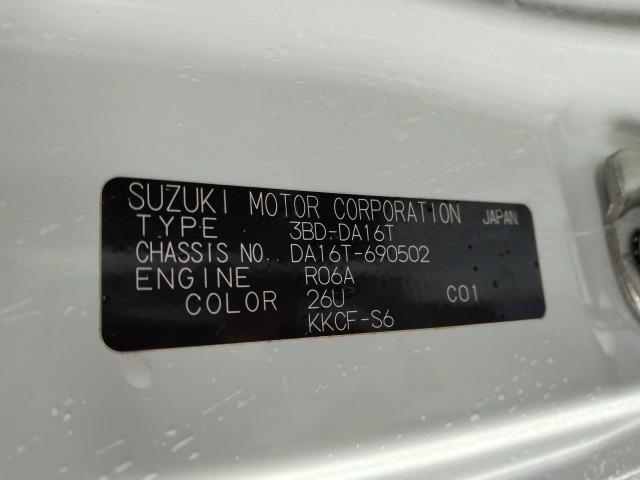 SUZUKI MOTOR CORPORATION JAPAN
TYPE 3BD-DA16T
CHASSIS NO. DA16T-690502
ENGINE R06A
COLOR 26U C01
KKCF-S6